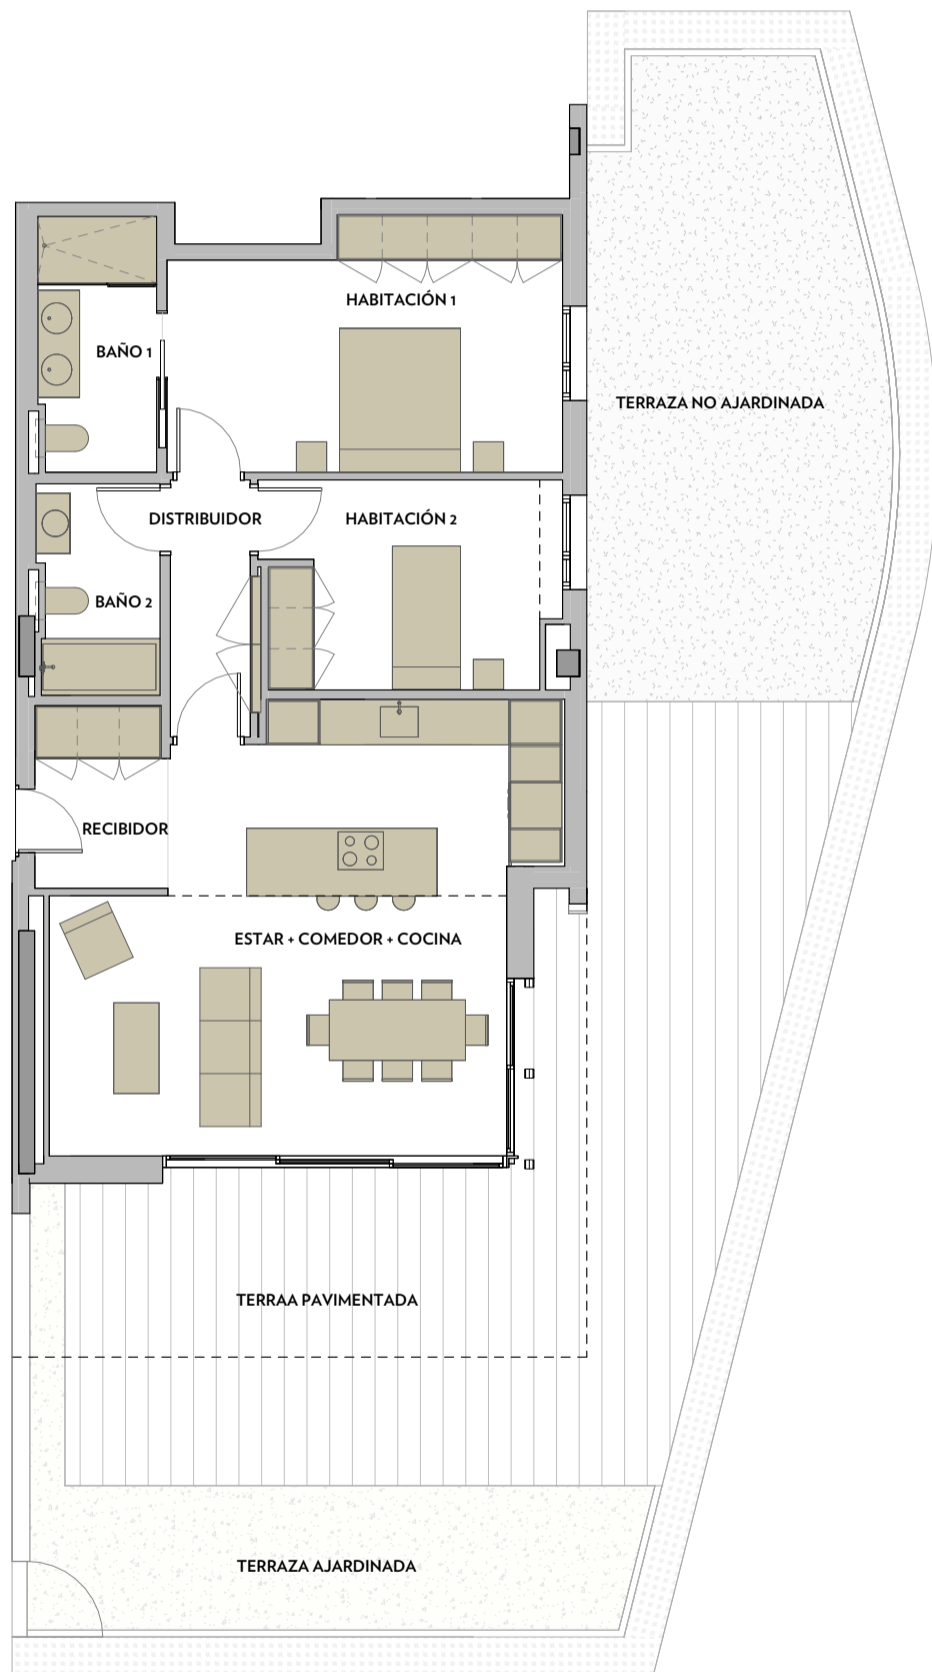 HABITACIÓN 1
BAÑO 1
TERRAZA NO AJARDINADA
DISTRIBUIDOR
HABITACIÓN 2
BAÑO 2
RECIBIDOR
ESTAR + COMEDOR + COCINA
TERRAA PAVIMENTADA
TERRAZA AJARDINADA